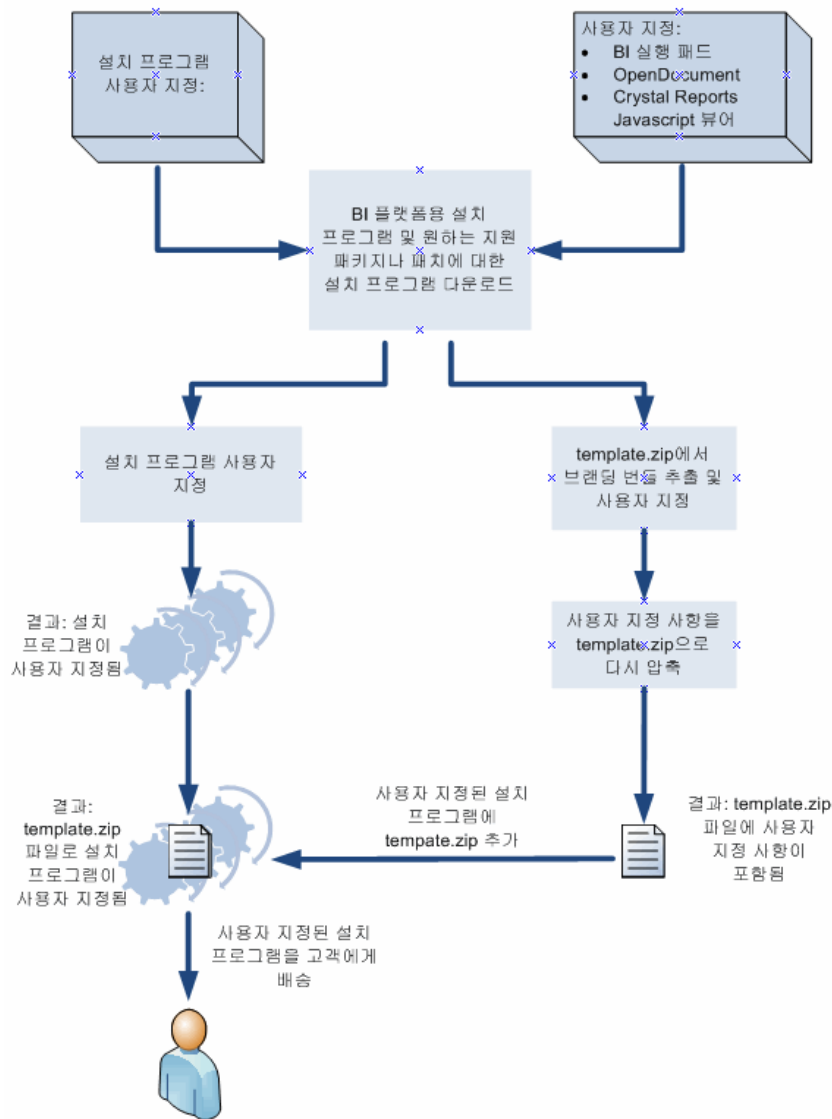 설치 프로그램
사용자 지정:
사용자 지정:
• BI 실행 패드
• OpenDocument
• Crystal Reports
Javascript 뷰어
BI 플랫폼용 설치
프로그램 및 원하는 지원
패키지나 패치에 대한
설치 프로그램 다운로드
설치 프로그램 사용자
지정
template.zip에서
브랜딩 번들 추출 및
사용자 지정
결과: 설치
프로그램이
사용자 지정됨
사용자 지정 사항을
template.zip으로
다시 압축
결과:
template.zip
파일로 설치
프로그램이
사용자 지정됨
사용자 지정된 설치
프로그램에
tempate.zip 추가
결과: template.zip
파일에 사용자
지정 사항이
포함됨
사용자 지정된 설치
프로그램을 고객에게
배송